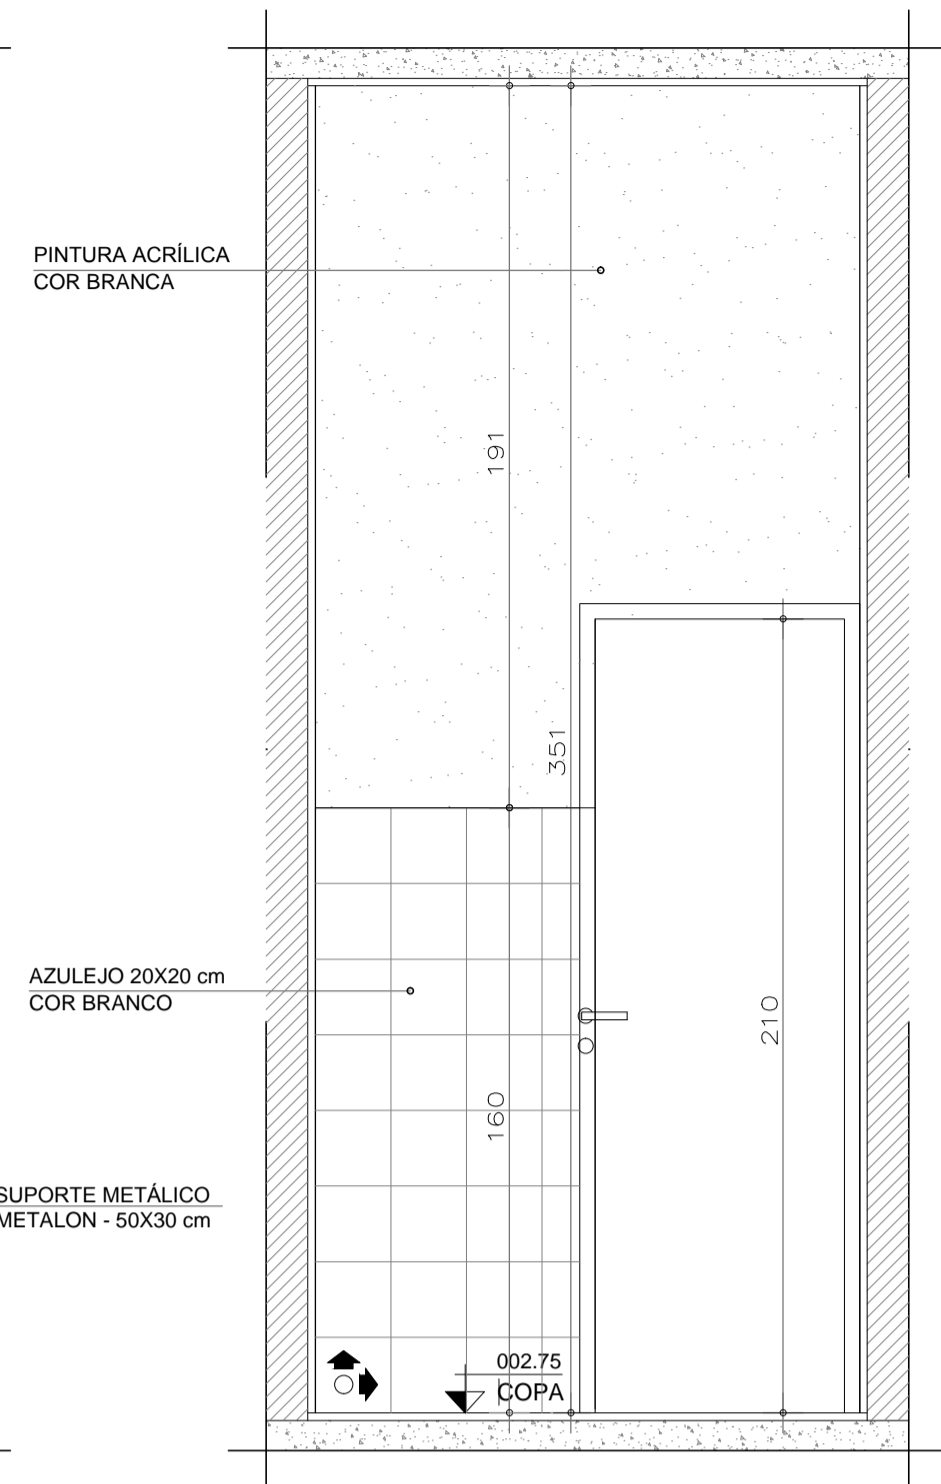 PINTURA ACRÍLICA
COR BRANCA
191
351
AZULEJO 20X20 cm
COR BRANCO
210
160
SUPORTE METÁLICO
METALON - 50X30 cm
002.75
COPA